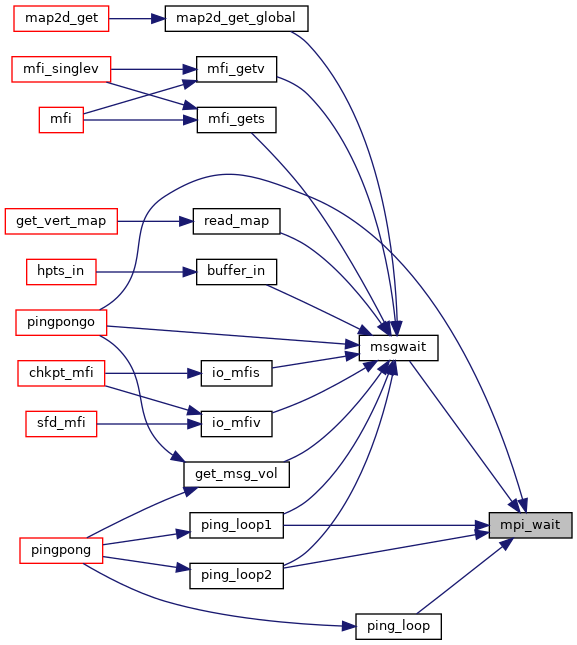 map2d_get
map2d_get_global
mfi_singlev
mfi_getv
mfi
mfi_gets
get_vert_map
read_map
hpts_in
buffer_in
pingpongo
msgwait
chkpt_mfi
io_mfis
sfd_mfi
io_mfiv
get_msg_vol
ping_loop1
mpi_wait
pingpong
ping_loop2
ping_loop